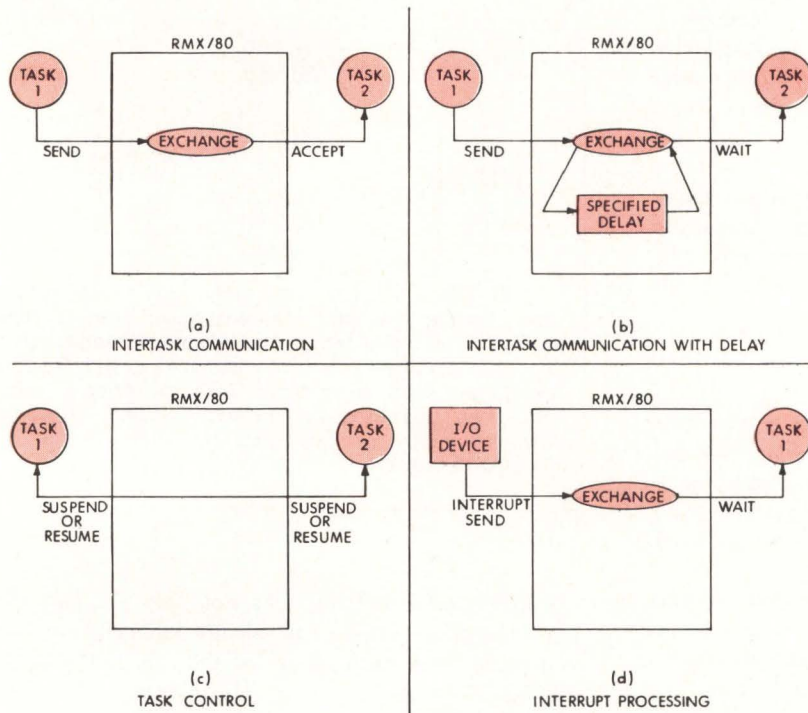 RMX/80
TASK
1
SEND
EXCHANGE
ACCEPT
TASK
2
(a)
INTERTASK COMMUNICATION
RMX/80
TASK
1
SEND
EXCHANGE
WAIT
TASK
2
SPECIFIED
DELAY
(b)
INTERTASK COMMUNICATION WITH DELAY
RMX/80
TASK
1
SUSPEND
OR
RESUME
TASK
2
SUSPEND
OR
RESUME
(c)
TASK CONTROL
RMX/80
I/O
DEVICE
INTERRUPT
SEND
EXCHANGE
WAIT
TASK
1
(d)
INTERRUPT PROCESSING